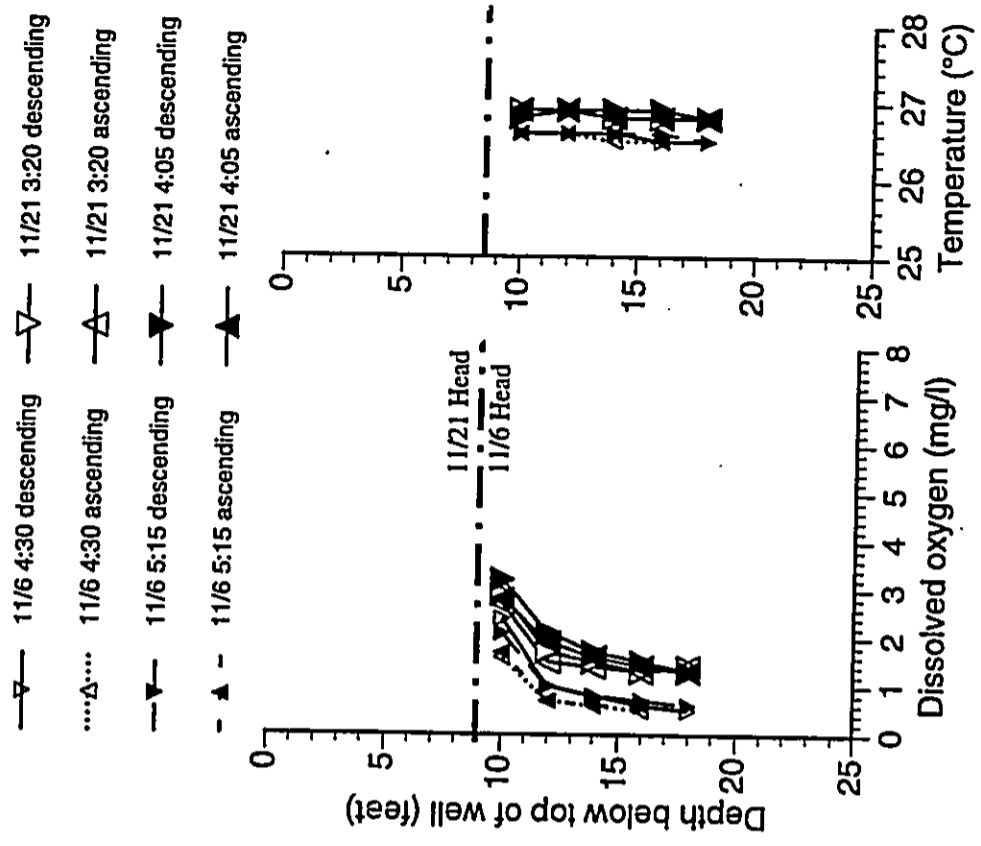 11/6 4:30 descending
11/6 4:30 ascending
11/6 5:15 descending
11/6 5:15 ascending
11/21 3:20 descending
11/21 3:20 ascending
11/21 4:05 descending
11/21 4:05 ascending
Depth below top of well (feet)
0
5
10
15
20
25
11/21 Head
11/6 Head
0 1 2 3 4 5 6 7 8
Dissolved oxygen (mg/l)
0
5
10
15
20
25
25 26 27 28
Temperature (°C)